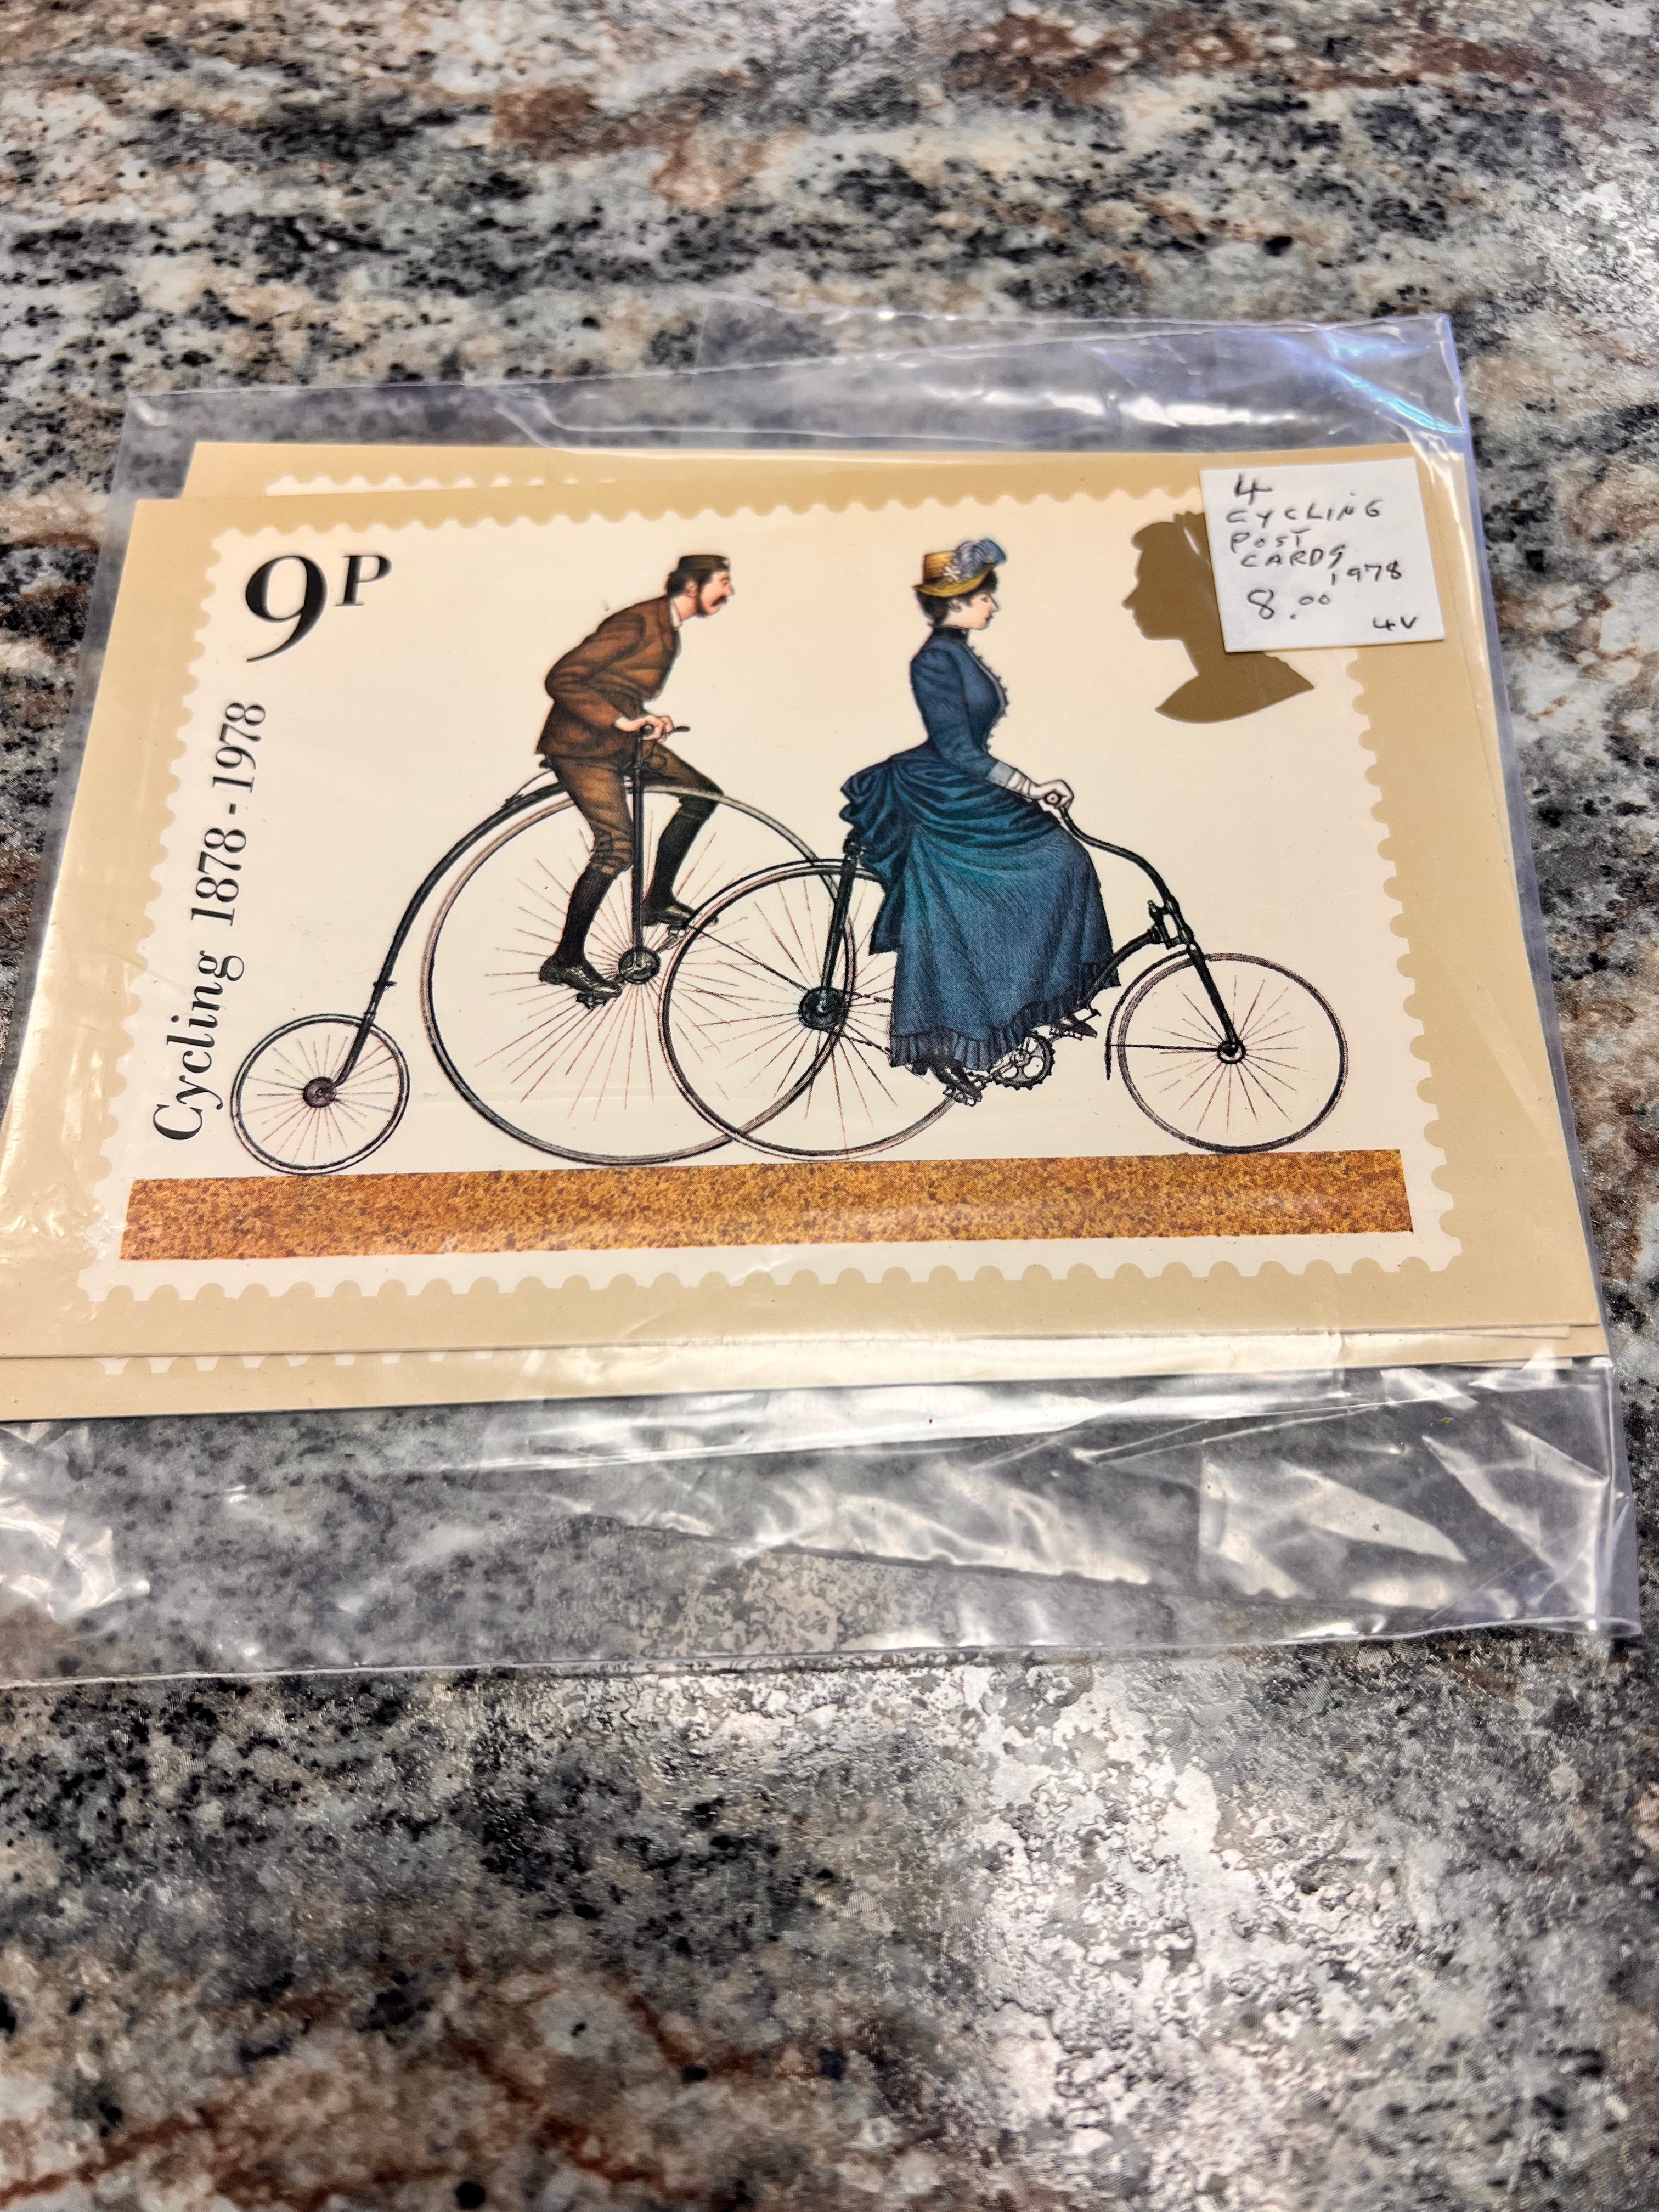 9P
Cycling 1878-1978
4
CYCLING
POST
CARDS
1978
8.00
4V